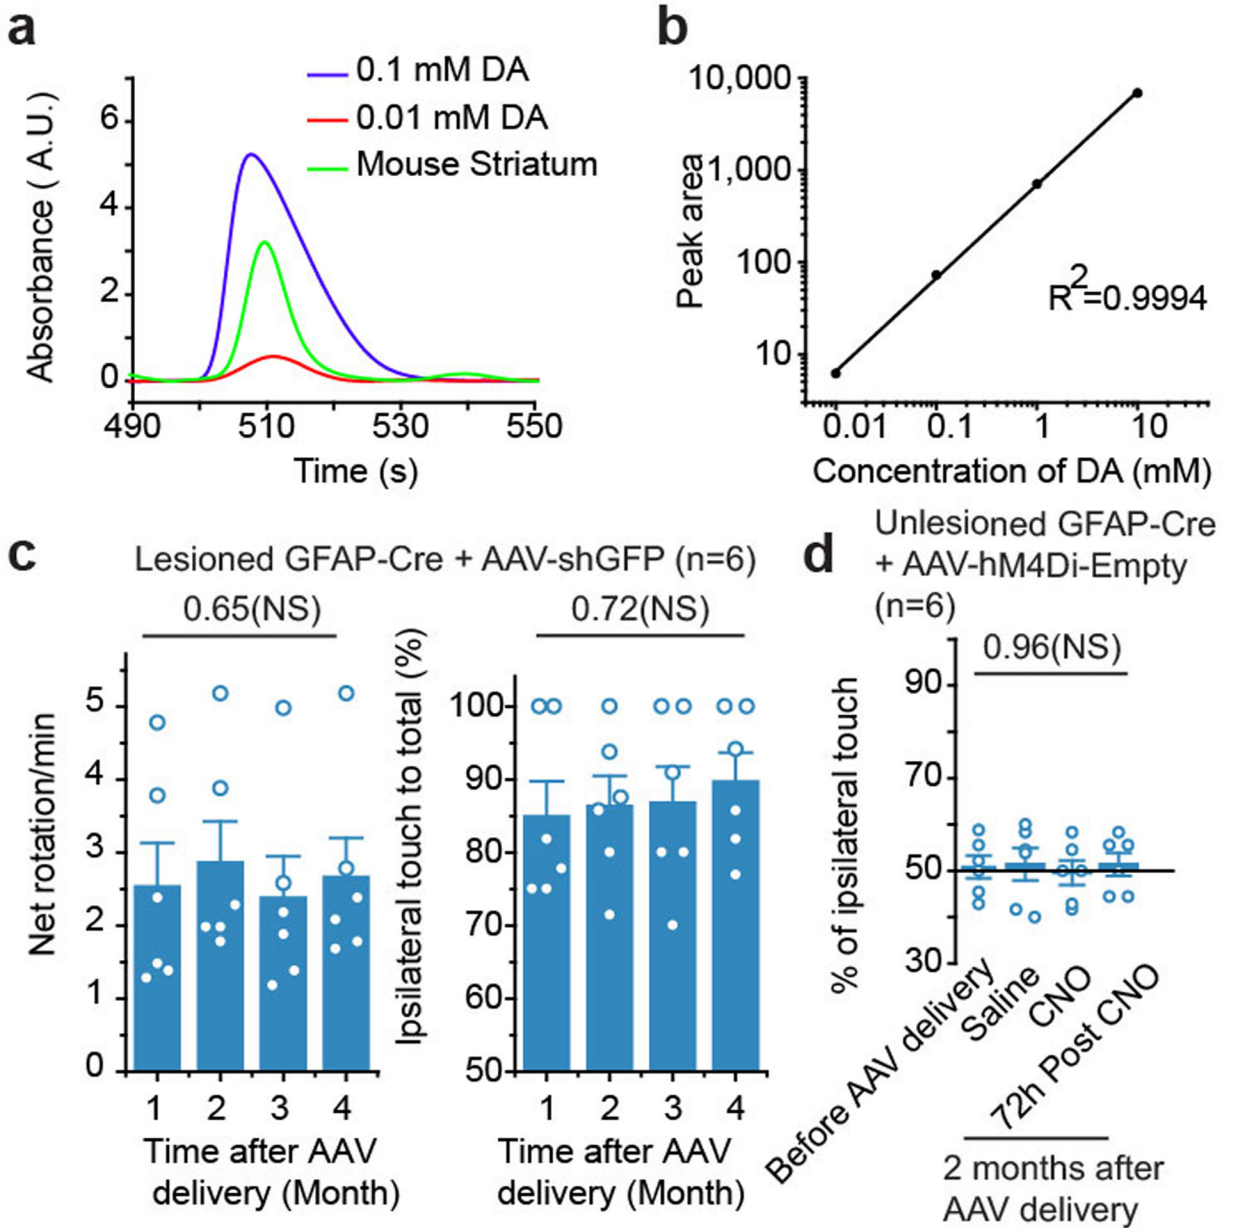 a
0.1 mM DA
0.01 mM DA
Mouse Striatum
Absorbance ( A.U.)
6
4
2
0
490 510 530 550
Time (s)
b
10,000
1,000
100
10
Peak area
R2=0.9994
0.01 0.1 1 10
Concentration of DA (mM)
c
Lesioned GFAP-Cre + AAV-shGFP (n=6)
0.65(NS)
Net rotation/min
5
4
3
2
1
0
1 2 3 4
Time after AAV
delivery (Month)
0.72(NS)
Ipsilateral touch to total (%)
100
90
80
70
60
50
1 2 3 4
Time after AAV
delivery (Month)
d
Unlesioned GFAP-Cre
+ AAV-hM4Di-Empty
(n=6)
0.96(NS)
% of ipsilateral touch
90
70
50
30
Before AAV delivery
Saline
CNO
72h Post CNO
2 months after
AAV delivery